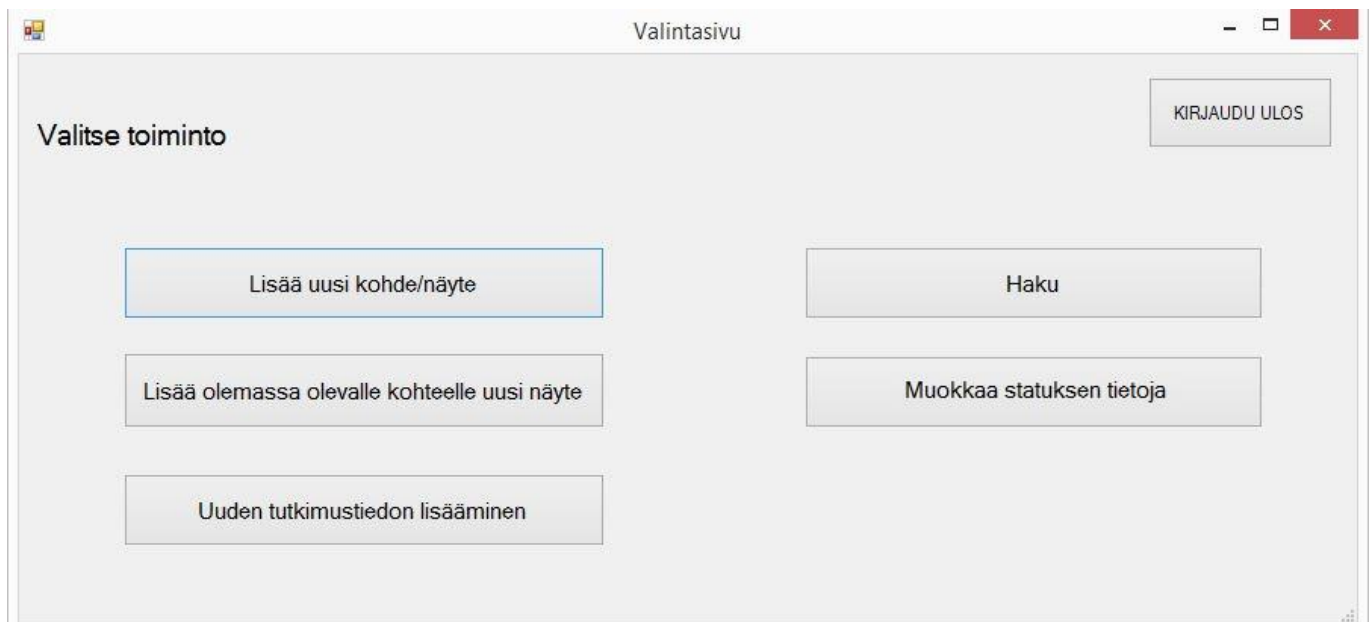 Valintasivu
KIRJAUDU ULOS
Valitse toiminto
Lisää uusi kohde/näyte
Haku
Lisää olemassa olevalle kohteelle uusi näyte
Muokkaa statuksen tietoja
Uuden tutkimustiedon lisääminen